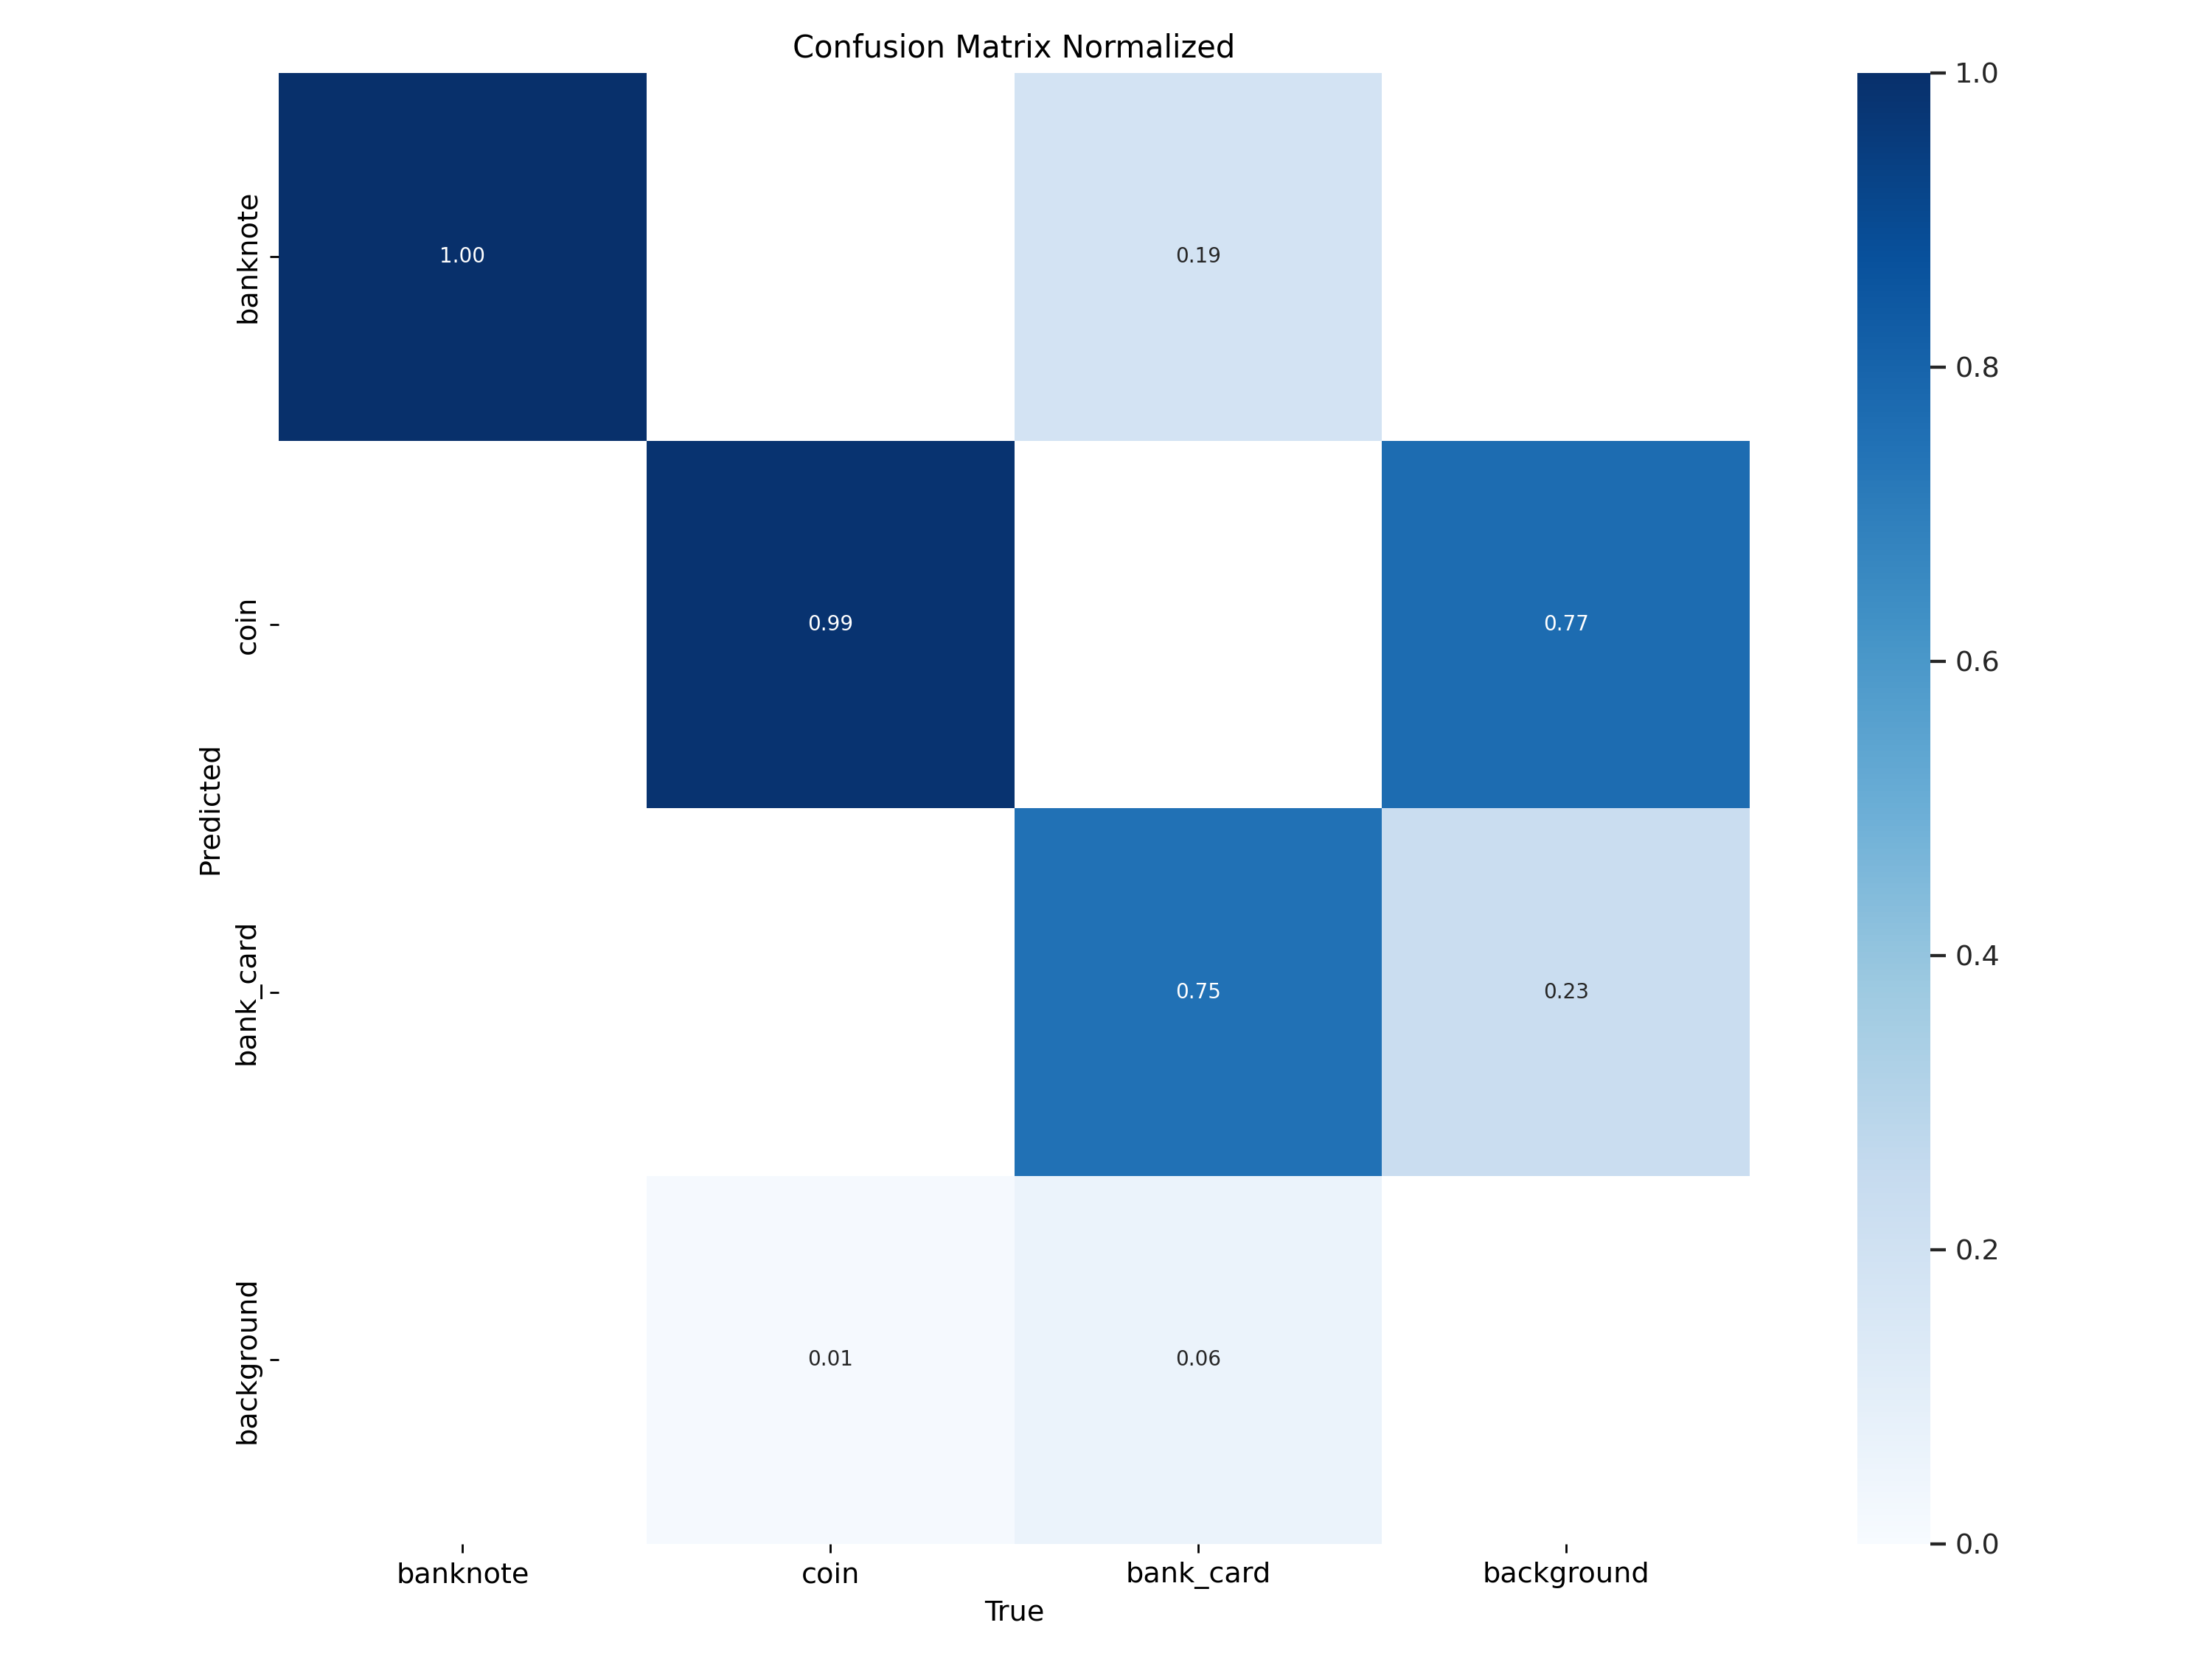 Confusion Matrix Normalized
banknote
1.00
0.19
coin
0.99
0.77
bank_card
0.75
0.23
background
0.01
0.06
Predicted
banknote
coin
bank_card
background
True
1.0
0.8
0.6
0.4
0.2
0.0